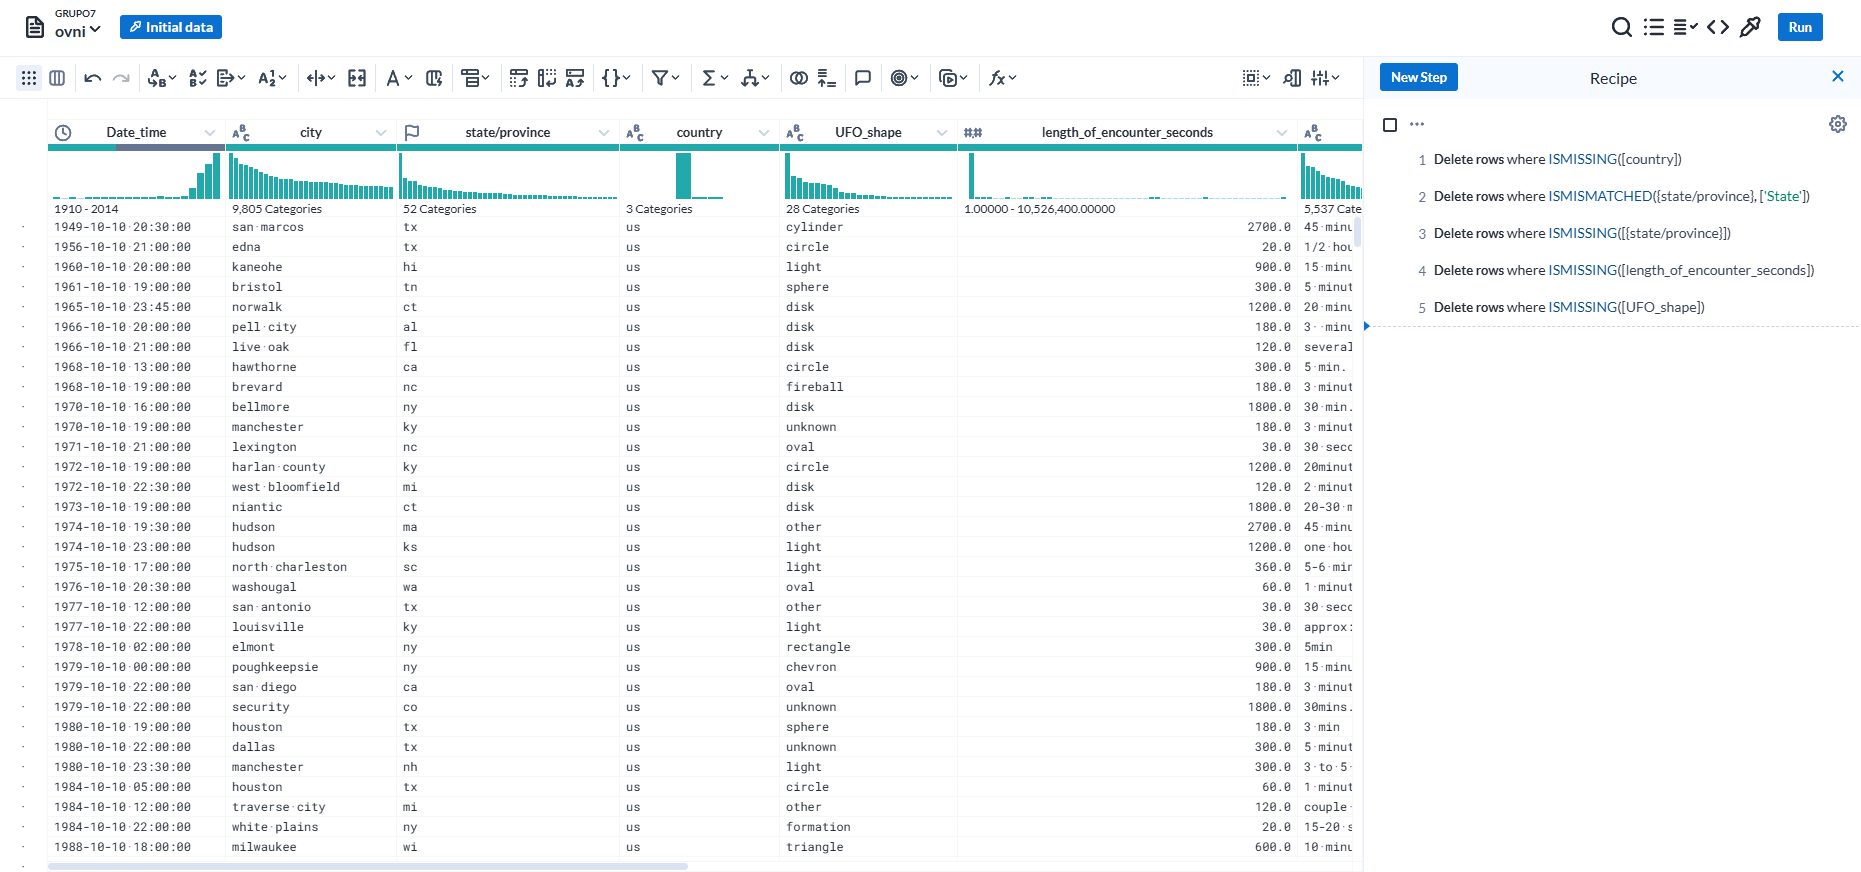 GRUPO7
ovni
Initial data
Run
New Step
Recipe
Date_time city state/province country UFO_shape length_of_encounter_seconds
1910 - 2014 9,805 Categories 52 Categories 3 Categories 28 Categories 1.00000 - 10,526,400.00000 5,537 Cate
1949-10-10 20:30:00 san marcos tx us cylinder 2700.0 45 minu
1956-10-10 21:00:00 edna tx us circle 20.0 1/2 hou
1960-10-10 20:00:00 kaneohe hi us light 900.0 15 minu
1961-10-10 19:00:00 bristol tn us sphere 300.0 5 minut
1965-10-10 23:45:00 norwalk ct us disk 1200.0 20 minu
1966-10-10 20:00:00 pell city al us disk 180.0 3 minu
1966-10-10 21:00:00 live oak fl us disk 120.0 several
1968-10-10 13:00:00 hawthorne ca us circle 300.0 5 min.
1968-10-10 19:00:00 brevard nc us fireball 180.0 3 minut
1970-10-10 16:00:00 bellmore ny us disk 1800.0 30 min.
1970-10-10 19:00:00 manchester ky us unknown 180.0 3 minut
1971-10-10 21:00:00 lexington nc us oval 30.0 30 seco
1972-10-10 19:00:00 harlan county ky us circle 1200.0 20minut
1972-10-10 22:30:00 west bloomfield mi us disk 120.0 2 minut
1973-10-10 19:00:00 niantic ct us disk 1800.0 20-30 m
1974-10-10 19:30:00 hudson ma us other 2700.0 45 minu
1974-10-10 23:00:00 hudson ks us light 1200.0 one hou
1975-10-10 17:00:00 north charleston sc us light 360.0 5-6 min
1976-10-10 20:30:00 washougal wa us oval 60.0 1 minut
1977-10-10 12:00:00 san antonio tx us other 30.0 30 seco
1977-10-10 22:00:00 louisville ky us light 30.0 approx:
1978-10-10 02:00:00 elmont ny us rectangle 300.0 5min
1979-10-10 00:00:00 poughkeepsie ny us chevron 900.0 15 minu
1979-10-10 22:00:00 san diego ca us oval 180.0 3 minut
1979-10-10 22:00:00 security co us unknown 1800.0 30mins.
1980-10-10 19:00:00 houston tx us sphere 180.0 3 min
1980-10-10 22:00:00 dallas tx us unknown 300.0 5 minut
1980-10-10 23:30:00 manchester nh us light 300.0 3 to 5
1984-10-10 05:00:00 houston tx us circle 60.0 1 minut
1984-10-10 12:00:00 traverse city mi us other 120.0 couple
1984-10-10 22:00:00 white plains ny us formation 20.0 15-20 s
1988-10-10 18:00:00 milwaukee wi us triangle 600.0 10 minu
1 Delete rows where ISMISSING([country])
2 Delete rows where ISMISMATCHED({state/province}, ['State'])
3 Delete rows where ISMISSING([{state/province}])
4 Delete rows where ISMISSING([length_of_encounter_seconds])
5 Delete rows where ISMISSING([UFO_shape])